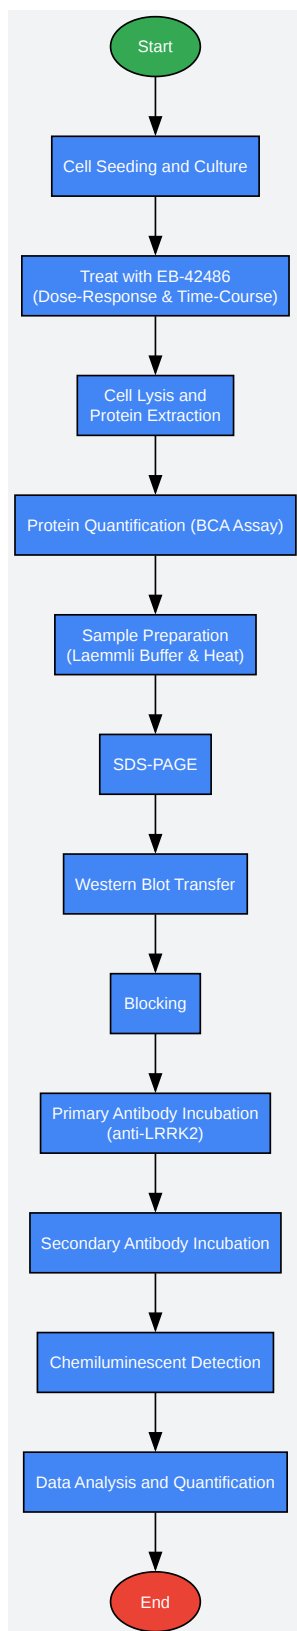 Start
Cell Seeding and Culture
Treat with EB-42486
(Dose-Response & Time-Course)
Cell Lysis and
Protein Extraction
Protein Quantification (BCA Assay)
Sample Preparation
(Laemmli Buffer & Heat)
SDS-PAGE
Western Blot Transfer
Blocking
Primary Antibody Incubation
(anti-LRRK2)
Secondary Antibody Incubation
Chemiluminescent Detection
Data Analysis and Quantification
End